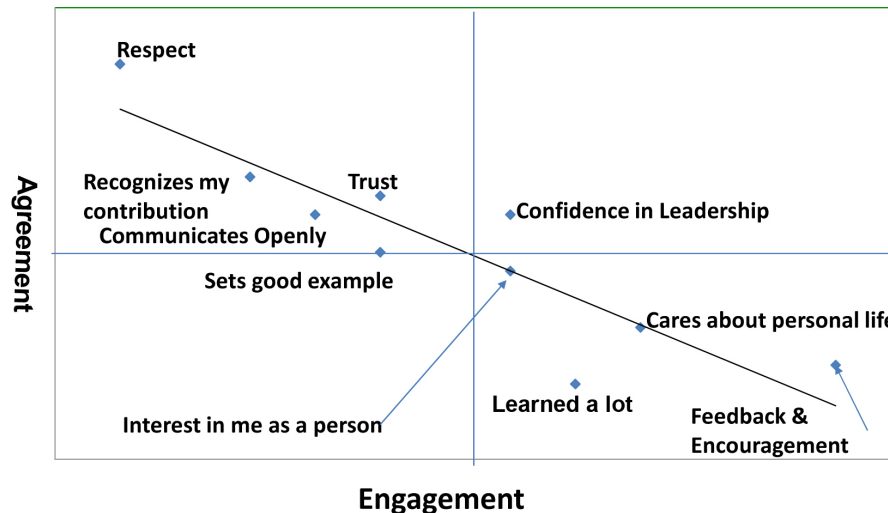 Respect
Recognizes my
contribution
Trust
Communicates Openly
Confidence in Leadership
Sets good example
Cares about personal life
Learned a lot
Interest in me as a person
Feedback &
Encouragement
Agreement
Engagement